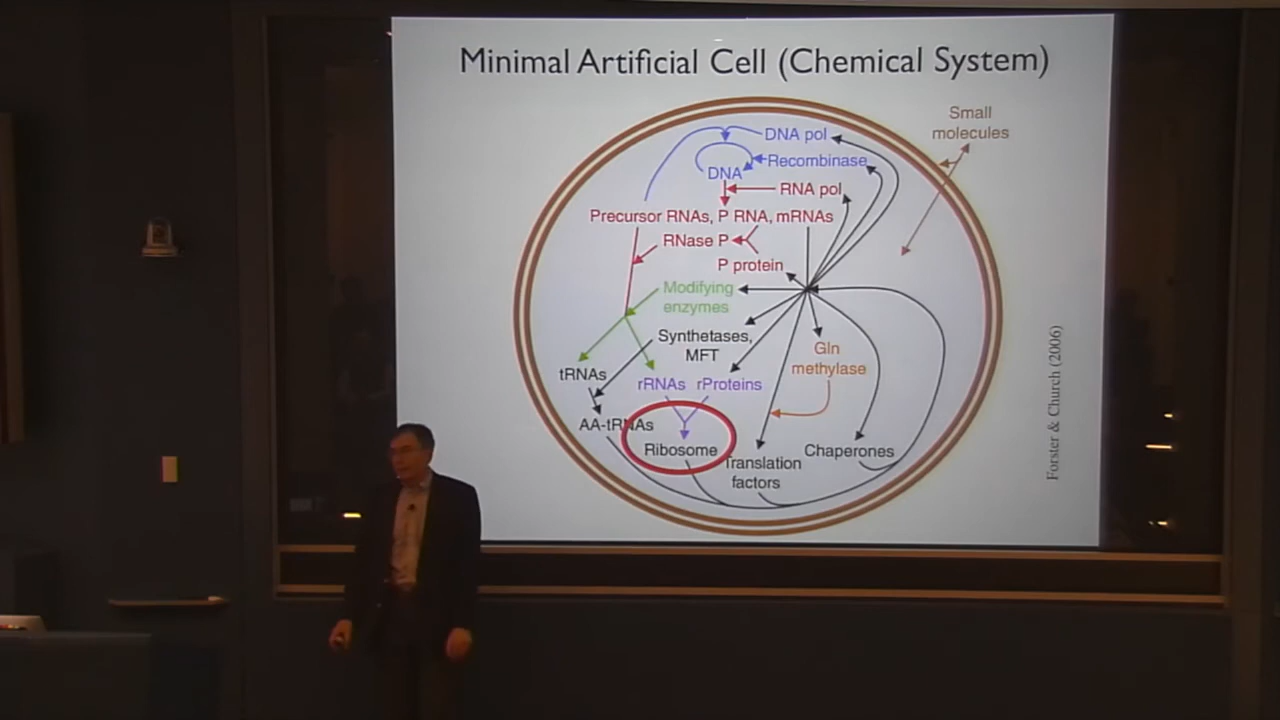 Minimal Artificial Cell (Chemical System)
Small
molecules
DNA pol
Recombinase
DNA
RNA pol
Precursor RNAs, P RNA, mRNAs
RNase P
P protein
Modifying
enzymes
Synthetases,
MFT
Gln
methylase
tRNAs
rRNAs
rProteins
AA-tRNAs
Ribosome
Translation
factors
Chaperones
Forster & Church (2006)